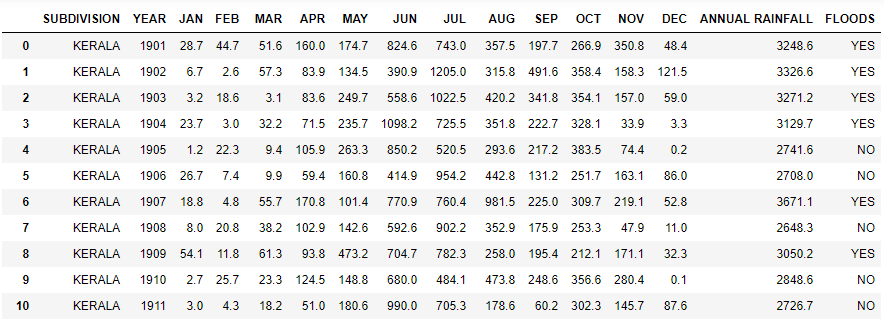 SUBDIVISION YEAR JAN FEB MAR APR MAY JUN JUL AUG SEP OCT NOV DEC ANNUAL RAINFALL FLOODS
0 KERALA 1901 28.7 44.7 51.6 160.0 174.7 824.6 743.0 357.5 197.7 266.9 350.8 48.4 3248.6 YES
1 KERALA 1902 6.7 2.6 57.3 83.9 134.5 390.9 1205.0 315.8 491.6 358.4 158.3 121.5 3326.6 YES
2 KERALA 1903 3.2 18.6 3.1 83.6 249.7 558.6 1022.5 420.2 341.8 354.1 157.0 59.0 3271.2 YES
3 KERALA 1904 23.7 3.0 32.2 71.5 235.7 1098.2 725.5 351.8 222.7 328.1 33.9 3.3 3129.7 YES
4 KERALA 1905 1.2 22.3 9.4 105.9 263.3 850.2 520.5 293.6 217.2 383.5 74.4 0.2 2741.6 NO
5 KERALA 1906 26.7 7.4 9.9 59.4 160.8 414.9 954.2 442.8 131.2 251.7 163.1 86.0 2708.0 NO
6 KERALA 1907 18.8 4.8 55.7 170.8 101.4 770.9 760.4 981.5 225.0 309.7 219.1 52.8 3671.1 YES
7 KERALA 1908 8.0 20.8 38.2 102.9 142.6 592.6 902.2 352.9 175.9 253.3 47.9 11.0 2648.3 NO
8 KERALA 1909 54.1 11.8 61.3 93.8 473.2 704.7 782.3 258.0 195.4 212.1 171.1 32.3 3050.2 YES
9 KERALA 1910 2.7 25.7 23.3 124.5 148.8 680.0 484.1 473.8 248.6 356.6 280.4 0.1 2848.6 NO
10 KERALA 1911 3.0 4.3 18.2 51.0 180.6 990.0 705.3 178.6 60.2 302.3 145.7 87.6 2726.7 NO